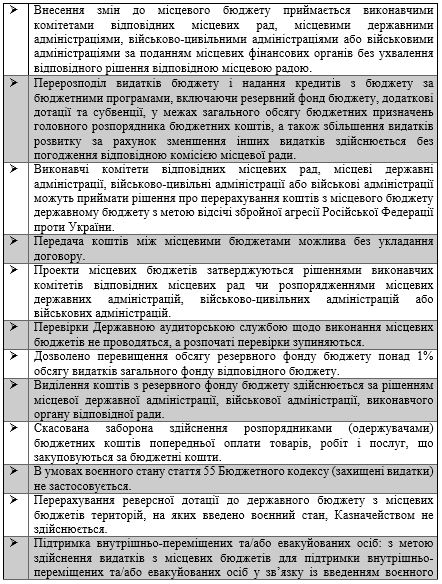 ➢ Внесення змін до місцевого бюджету приймається виконавчими
комітетами відповідних місцевих рад, місцевими державними
адміністраціями, військово-цивільними адміністраціями або військовими
адміністраціями за поданням місцевих фінансових органів без ухвалення
відповідного рішення відповідною місцевою радою.
➢ Перерозподіл видатків бюджету і надання кредитів з бюджету за
бюджетними програмами, включаючи резервний фонд бюджету, додаткові
дотації та субвенції, у межах загального обсягу бюджетних призначень
головного розпорядника бюджетних коштів, а також збільшення видатків
розвитку за рахунок зменшення інших видатків здійснюється без
погодження відповідною комісією місцевої ради.
➢ Виконавчі комітети відповідних місцевих рад, місцеві державні
адміністрації, військово-цивільні адміністрації або військові адміністрації
можуть приймати рішення про перерахування коштів з місцевого бюджету
державному бюджету з метою відсічі збройної агресії Російської Федерації
проти України.
➢ Передача коштів між місцевими бюджетами можлива без укладання
договору.
➢ Проекти місцевих бюджетів затверджуються рішеннями виконавчих
комітетів відповідних місцевих рад чи розпорядженнями місцевих
державних адміністрацій, військово-цивільних адміністрацій або
військових адміністрацій.
➢ Перевірки Державною аудиторською службою щодо виконання місцевих
бюджетів не проводяться, а розпочаті перевірки зупиняються.
➢ Дозволено перевищення обсягу резервного фонду бюджету понад 1%
обсягу видатків загального фонду відповідного бюджету.
➢ Виділення коштів з резервного фонду бюджету здійснюється за рішенням
місцевої державної адміністрації, військової адміністрації, виконавчого
органу відповідної ради.
➢ Скасована заборона здійснення розпорядниками (одержувачами)
бюджетних коштів попередньої оплати товарів, робіт і послуг, що
закуповуються за бюджетні кошти.
➢ В умовах воєнного стану стаття 55 Бюджетного кодексу (захищені видатки)
не застосовується.
➢ Перерахування реверсної дотації до державного бюджету з місцевих
бюджетів територій, на яких введено воєнний стан, Казначейством не
здійснюється.
➢ Підтримка внутрішньо-переміщених та/або евакуйованих осіб: з метою
здійснення видатків з місцевих бюджетів для підтримки внутрішньо-
переміщених та/або евакуйованих осіб у зв’язку із введенням воєнного